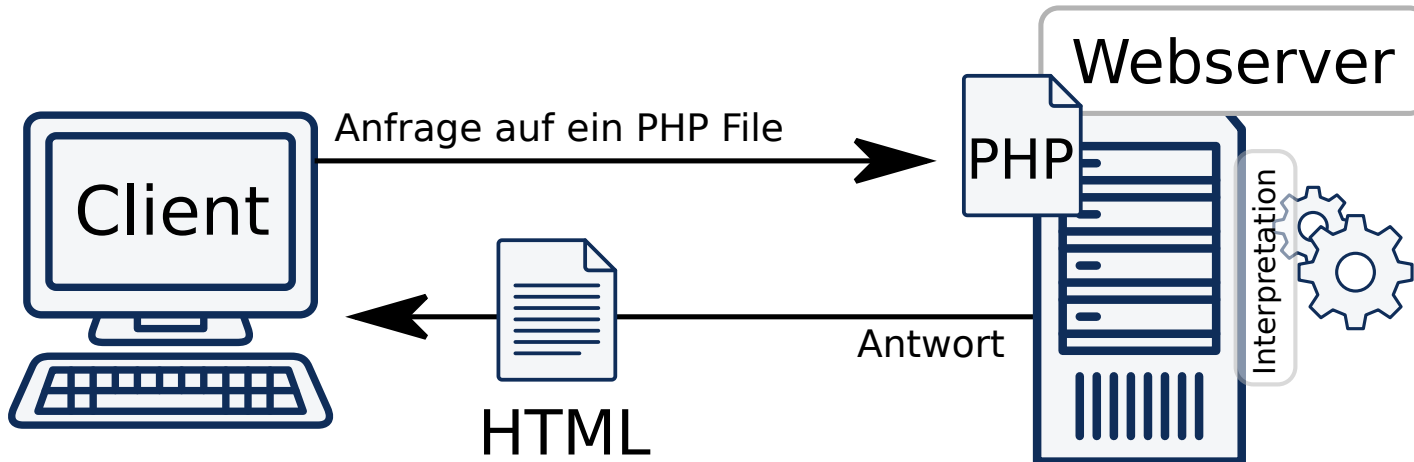 Webserver
Anfrage auf ein PHP File
PHP
Client
Interpretation
Antwort
HTML